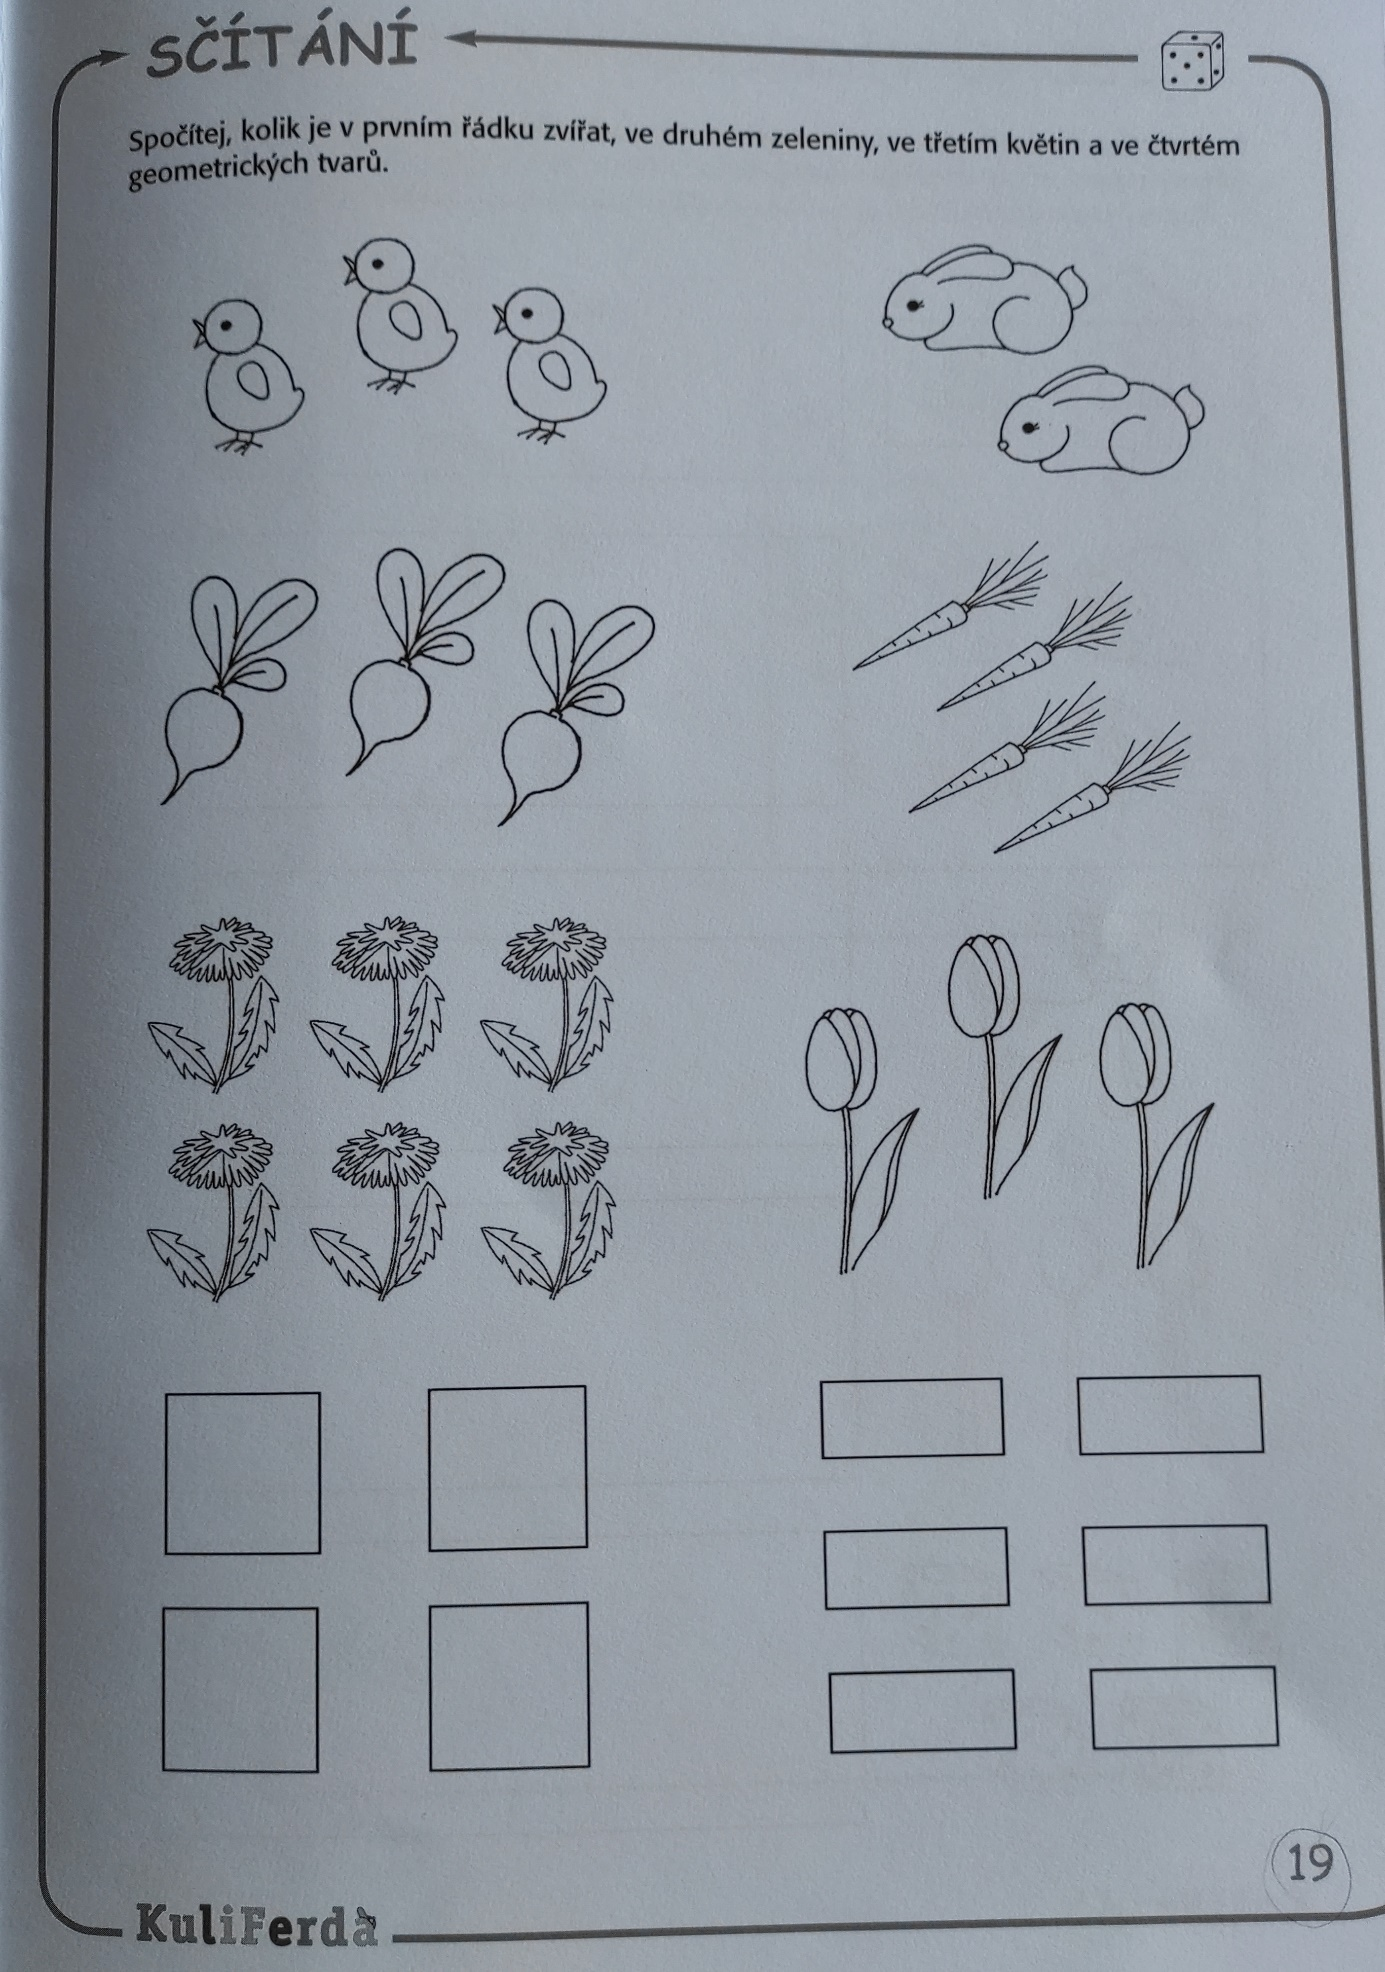 SČÍTÁNÍ
Spočítej, kolik je v prvním řádku zvířat, ve druhém zeleniny, ve třetím květin a ve čtvrtém
geometrických tvarů.
19
KuliFerda